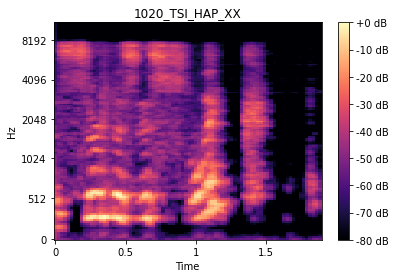 1020_TSI_HAP_XX
8192
4096
2048
1024
512
0
Hz
0
0.5
1
1.5
Time
+0 dB
-10 dB
-20 dB
-30 dB
-40 dB
-50 dB
-60 dB
-70 dB
-80 dB